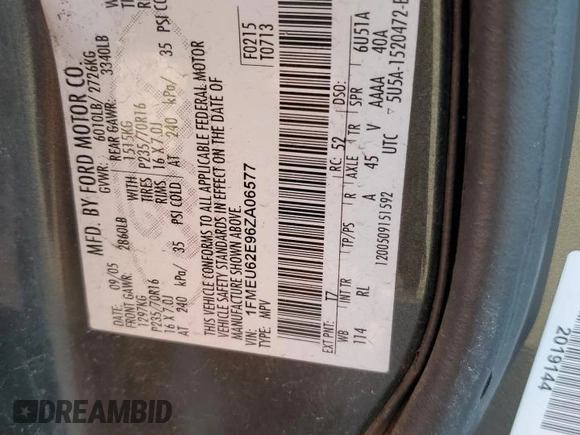 MFD. BY FORD MOTOR CO.
DATE: 09/05 GVWR: 6010LB/ 2726KG
FRONT GAWR: 2860LB REAR GAWR: 3340LB
1297KG WITH 1515KG WITH
P235/70R16 TIRES P235/70R16
16 X 7.0J RIMS 16 X 7.0J
AT 240 kPa/ 35 PSI COLD AT 240 kPa/ 35 PSI COLD
THIS VEHICLE CONFORMS TO ALL APPLICABLE FEDERAL MOTOR
VEHICLE SAFETY STANDARDS IN EFFECT ON THE DATE OF
MANUFACTURE SHOWN ABOVE.
VIN: 1FMEU62E96ZA06577
TYPE: MPV
F0215
T0713
EXT PNT: T7 RC: 52 DSO:
WB INT TR TP/PS R AXLE TR SPR 6U51A
114 RL A 45 V AAAA 40A
1200509151592 UTC 5U5A-1520472-
2019144
DREAMBID